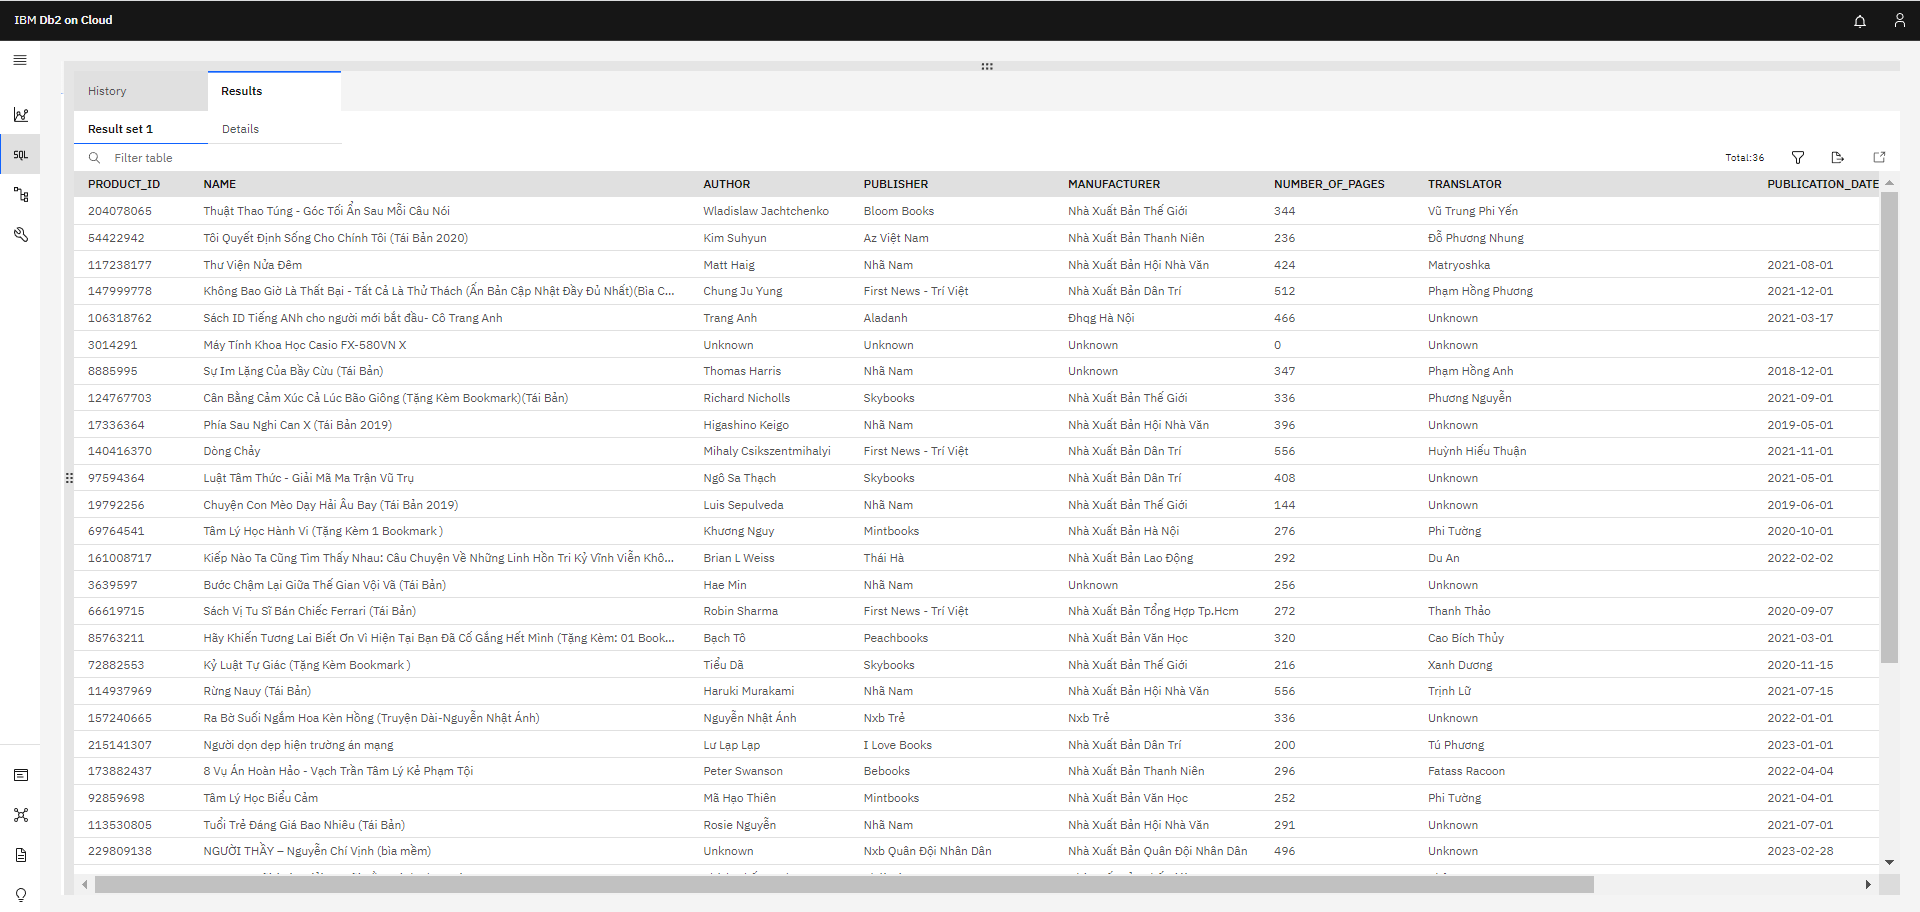 IBM Db2 on Cloud
History Results
Result set 1 Details
Filter table Total:36
PRODUCT_ID NAME AUTHOR PUBLISHER MANUFACTURER NUMBER_OF_PAGES TRANSLATOR PUBLICATION_DATE
204078065 Thuật Thao Túng - Góc Tối Ẩn Sau Mỗi Câu Nói Wladislaw Jachtchenko Bloom Books Nhà Xuất Bản Thế Giới 344 Vũ Trung Phi Yến
SQL
54422942 Tôi Quyết Định Sống Cho Chính Tôi (Tái Bản 2020) Kim Suhyun Az Việt Nam Nhà Xuất Bản Thanh Niên 236 Đỗ Phương Nhung
117238177 Thư Viện Nửa Đêm Matt Haig Nhã Nam Nhà Xuất Bản Hội Nhà Văn 424 Matryoshka 2021-08-01
147999778 Không Bao Giờ Là Thất Bại - Tất Cả Là Thử Thách (Ấn Bản Cập Nhật Đầy Đủ Nhất)(Bìa C... Chung Ju Yung First News - Trí Việt Nhà Xuất Bản Dân Trí 512 Phạm Hồng Phương 2021-12-01
106318762 Sách ID Tiếng ANh cho người mới bắt đầu- Cô Trang Anh Trang Anh Aladanh Đhqg Hà Nội 466 Unknown 2021-03-17
3014291 Máy Tính Khoa Học Casio FX-580VN X Unknown Unknown Unknown 0 Unknown
8885995 Sự Im Lặng Của Bầy Cừu (Tái Bản) Thomas Harris Nhã Nam Unknown 347 Phạm Hồng Anh 2018-12-01
124767703 Cân Bằng Cảm Xúc Cả Lúc Bão Giông (Tặng Kèm Bookmark)(Tái Bản) Richard Nicholls Skybooks Nhà Xuất Bản Thế Giới 336 Phương Nguyễn 2021-09-01
17336364 Phía Sau Nghi Can X (Tái Bản 2019) Higashino Keigo Nhã Nam Nhà Xuất Bản Hội Nhà Văn 396 Unknown 2019-05-01
140416370 Dòng Chảy Mihaly Csikszentmihalyi First News - Trí Việt Nhà Xuất Bản Dân Trí 556 Huỳnh Hiếu Thuận 2021-11-01
97594364 Luật Tâm Thức - Giải Mã Ma Trận Vũ Trụ Ngô Sa Thạch Skybooks Nhà Xuất Bản Dân Trí 408 Unknown 2021-05-01
19792256 Chuyện Con Mèo Dạy Hải Âu Bay (Tái Bản 2019) Luis Sepulveda Nhã Nam Nhà Xuất Bản Thế Giới 144 Unknown 2019-06-01
69764541 Tâm Lý Học Hành Vi (Tặng Kèm 1 Bookmark ) Khương Nguy Mintbooks Nhà Xuất Bản Hà Nội 276 Phi Tường 2020-10-01
161008717 Kiếp Nào Ta Cũng Tìm Thấy Nhau: Câu Chuyện Về Những Linh Hồn Tri Kỷ Vĩnh Viễn Khô... Brian L Weiss Thái Hà Nhà Xuất Bản Lao Động 292 Du An 2022-02-02
3639597 Bước Chậm Lại Giữa Thế Gian Vội Vã (Tái Bản) Hae Min Nhã Nam Unknown 256 Unknown
66619715 Sách Vị Tu Sĩ Bán Chiếc Ferrari (Tái Bản) Robin Sharma First News - Trí Việt Nhà Xuất Bản Tổng Hợp Tp.Hcm 272 Thanh Thảo 2020-09-07
85763211 Hãy Khiến Tương Lai Biết Ơn Vì Hiện Tại Bạn Đã Cố Gắng Hết Mình (Tặng Kèm: 01 Book... Bạch Tô Peachbooks Nhà Xuất Bản Văn Học 320 Cao Bích Thủy 2021-03-01
72882553 Kỷ Luật Tự Giác (Tặng Kèm Bookmark ) Tiểu Dã Skybooks Nhà Xuất Bản Thế Giới 216 Xanh Dương 2020-11-15
114937969 Rừng Nauy (Tái Bản) Haruki Murakami Nhã Nam Nhà Xuất Bản Hội Nhà Văn 556 Trịnh Lữ 2021-07-15
157240665 Ra Bờ Suối Ngắm Hoa Kèn Hồng (Truyện Dài-Nguyễn Nhật Ánh) Nguyễn Nhật Ánh Nxb Trẻ Nxb Trẻ 336 Unknown 2022-01-01
215141307 Người dọn dẹp hiện trường án mạng Lư Lạp Lạp I Love Books Nhà Xuất Bản Dân Trí 200 Tú Phương 2023-01-01
173882437 8 Vụ Án Hoàn Hảo - Vạch Trần Tâm Lý Kẻ Phạm Tội Peter Swanson Bebooks Nhà Xuất Bản Thanh Niên 296 Fatass Racoon 2022-04-04
92859698 Tâm Lý Học Biểu Cảm Mã Hạo Thiên Mintbooks Nhà Xuất Bản Văn Học 252 Phi Tường 2021-04-01
113530805 Tuổi Trẻ Đáng Giá Bao Nhiêu (Tái Bản) Rosie Nguyễn Nhã Nam Nhà Xuất Bản Hội Nhà Văn 291 Unknown 2021-07-01
229809138 NGƯỜI THẦY – Nguyễn Chí Vịnh (bìa mềm) Unknown Nxb Quân Đội Nhân Dân Nhà Xuất Bản Quân Đội Nhân Dân 496 Unknown 2023-02-28